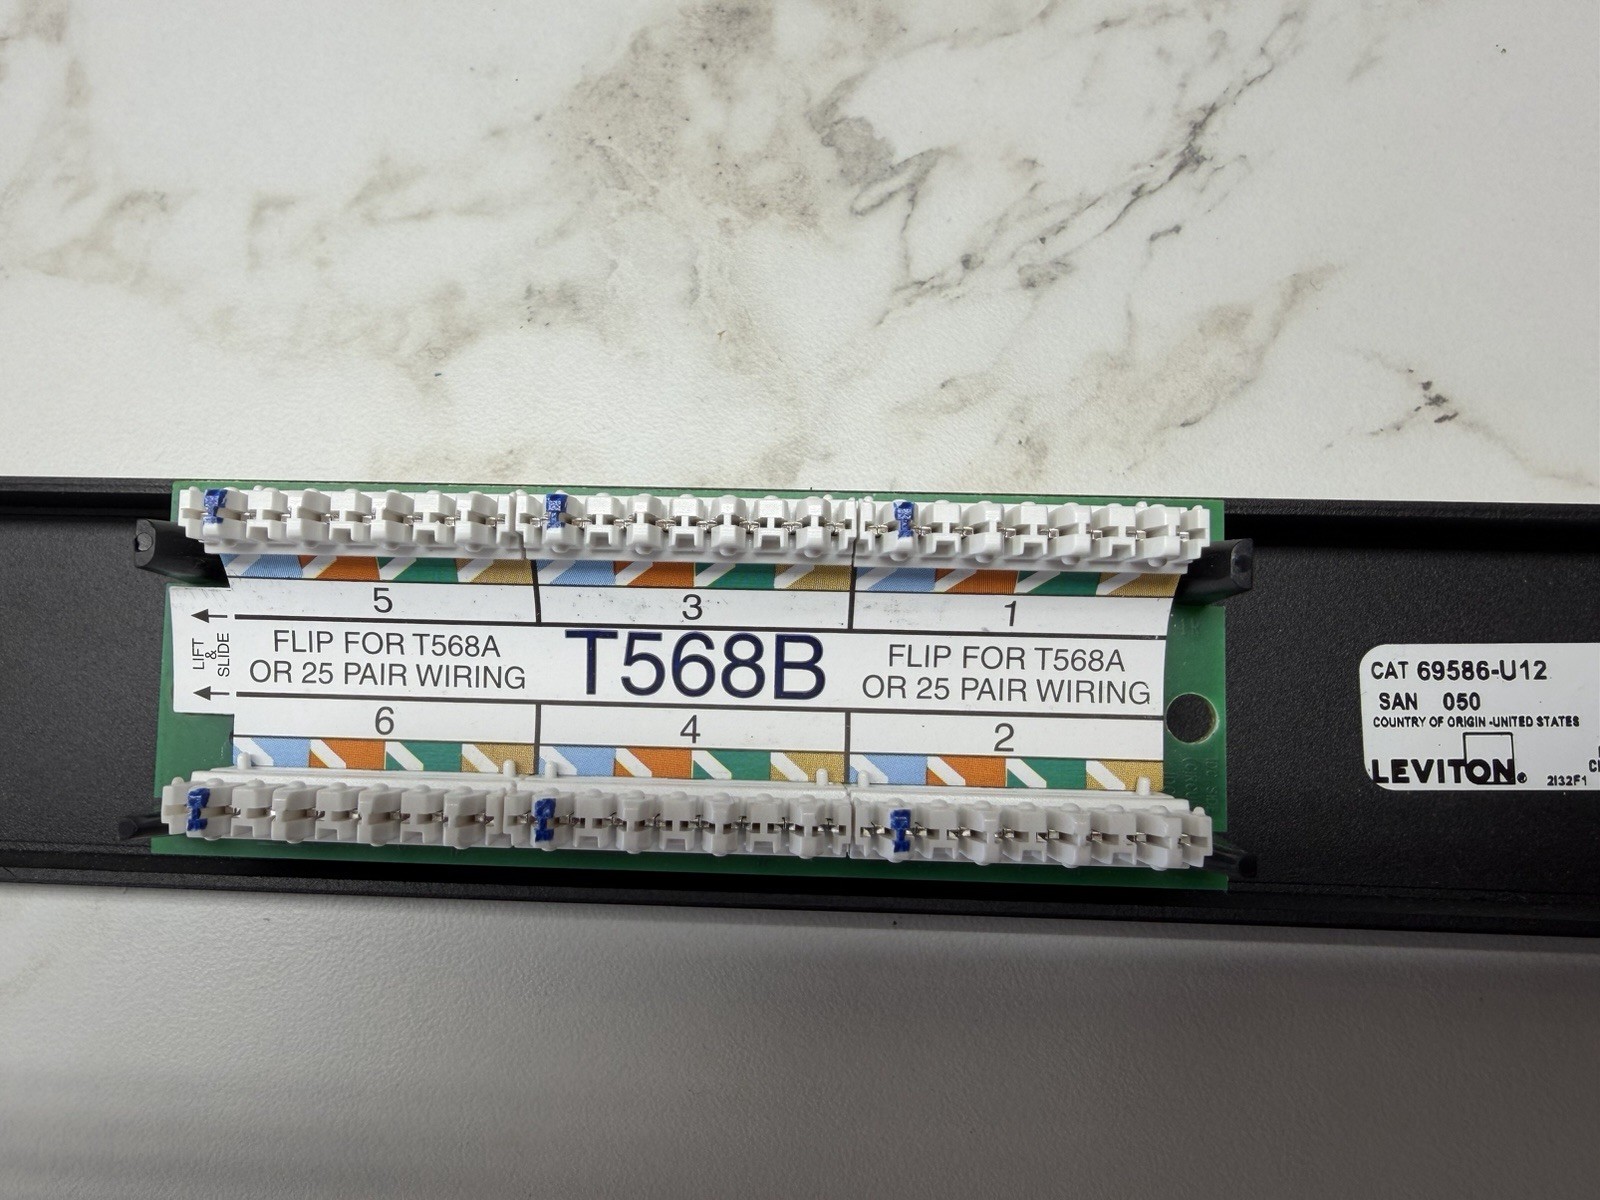 5 3 1
LIFT
&
SLIDE
FLIP FOR T568A
OR 25 PAIR WIRING
T568B
FLIP FOR T568A
OR 25 PAIR WIRING
6 4 2
CAT 69586-U12
SAN 050
COUNTRY OF ORIGIN -UNITED STATES
LEVITON®
2132F1